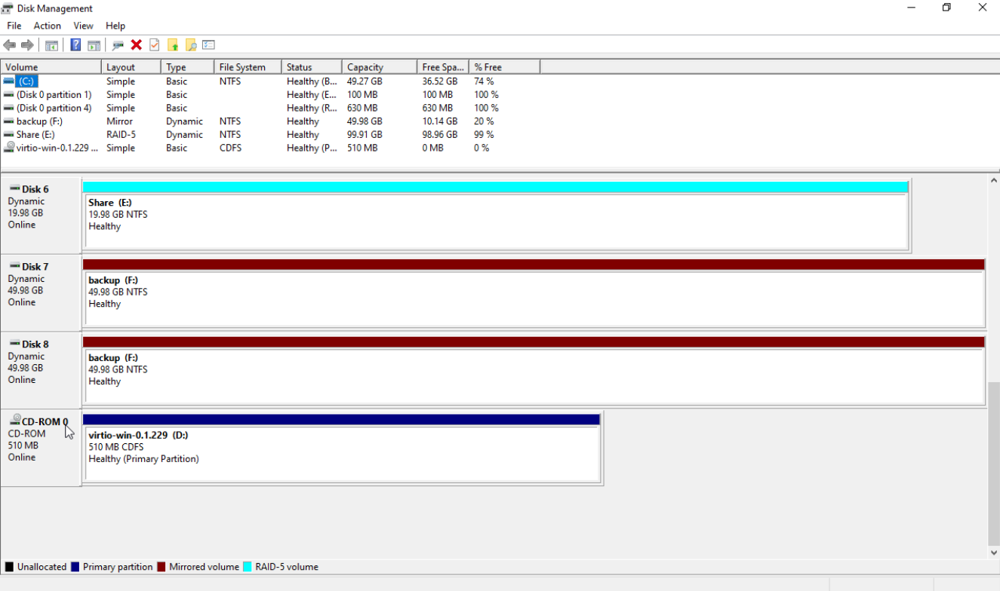 Disk Management
File Action View Help
Volume Layout Type File System Status Capacity Free Spa... % Free
(C:) Simple Basic NTFS Healthy (B... 49.27 GB 36.52 GB 74 %
(Disk 0 partition 1) Simple Basic Healthy (E... 100 MB 100 MB 100 %
(Disk 0 partition 4) Simple Basic Healthy (R... 630 MB 630 MB 100 %
backup (F:) Mirror Dynamic NTFS Healthy 49.98 GB 10.14 GB 20 %
Share (E:) RAID-5 Dynamic NTFS Healthy 99.91 GB 98.96 GB 99 %
virtio-win-0.1.229 ... Simple Basic CDFS Healthy (P... 510 MB 0 MB 0 %
Disk 6
Dynamic
19.98 GB
Online
Share (E:)
19.98 GB NTFS
Healthy
Disk 7
Dynamic
49.98 GB
Online
backup (F:)
49.98 GB NTFS
Healthy
Disk 8
Dynamic
49.98 GB
Online
backup (F:)
49.98 GB NTFS
Healthy
CD-ROM 0
CD-ROM
510 MB
Online
virtio-win-0.1.229 (D:)
510 MB CDFS
Healthy (Primary Partition)
Unallocated Primary partition Mirrored volume RAID-5 volume